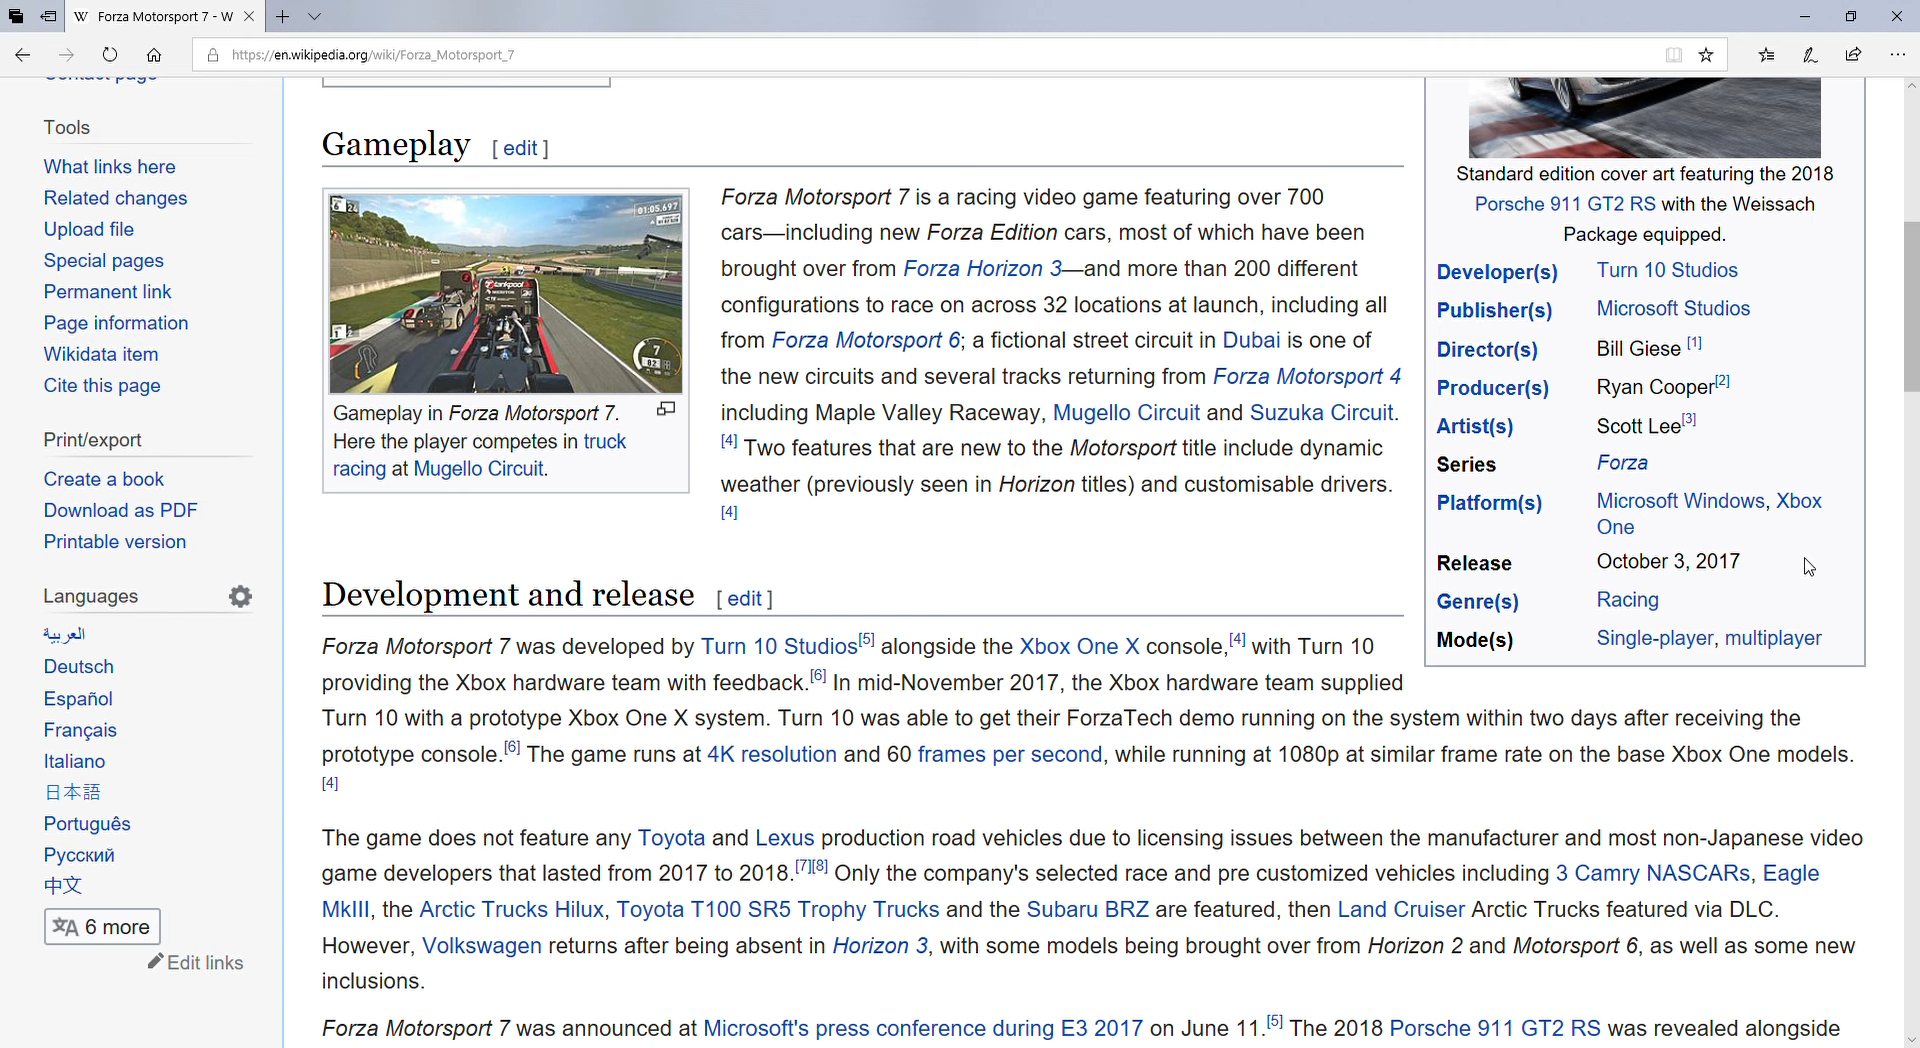 Forza Motorsport 7 - W
https://en.wikipedia.org/wiki/Forza_Motorsport_7
Tools
What links here
Related changes
Upload file
Special pages
Permanent link
Page information
Wikidata item
Cite this page
Print/export
Create a book
Download as PDF
Printable version
Languages
العربية
Deutsch
Español
Français
Italiano
日本語
Português
Русский
中文
6 more
Edit links
Gameplay [ edit ]
01:05.697
tankpool
7
82
Gameplay in Forza Motorsport 7.
Here the player competes in truck
racing at Mugello Circuit.
Forza Motorsport 7 is a racing video game featuring over 700
cars—including new Forza Edition cars, most of which have been
brought over from Forza Horizon 3—and more than 200 different
configurations to race on across 32 locations at launch, including all
from Forza Motorsport 6; a fictional street circuit in Dubai is one of
the new circuits and several tracks returning from Forza Motorsport 4
including Maple Valley Raceway, Mugello Circuit and Suzuka Circuit.
[4] Two features that are new to the Motorsport title include dynamic
weather (previously seen in Horizon titles) and customisable drivers.
[4]
Development and release [ edit ]
Forza Motorsport 7 was developed by Turn 10 Studios[5] alongside the Xbox One X console,[4] with Turn 10
providing the Xbox hardware team with feedback.[6] In mid-November 2017, the Xbox hardware team supplied
Turn 10 with a prototype Xbox One X system. Turn 10 was able to get their ForzaTech demo running on the system within two days after receiving the
prototype console.[6] The game runs at 4K resolution and 60 frames per second, while running at 1080p at similar frame rate on the base Xbox One models.
[4]
The game does not feature any Toyota and Lexus production road vehicles due to licensing issues between the manufacturer and most non-Japanese video
game developers that lasted from 2017 to 2018.[7][8] Only the company's selected race and pre customized vehicles including 3 Camry NASCARs, Eagle
MkIII, the Arctic Trucks Hilux, Toyota T100 SR5 Trophy Trucks and the Subaru BRZ are featured, then Land Cruiser Arctic Trucks featured via DLC.
However, Volkswagen returns after being absent in Horizon 3, with some models being brought over from Horizon 2 and Motorsport 6, as well as some new
inclusions.
Forza Motorsport 7 was announced at Microsoft's press conference during E3 2017 on June 11.[5] The 2018 Porsche 911 GT2 RS was revealed alongside
Standard edition cover art featuring the 2018
Porsche 911 GT2 RS with the Weissach
Package equipped.
Developer(s) Turn 10 Studios
Publisher(s) Microsoft Studios
Director(s) Bill Giese [1]
Producer(s) Ryan Cooper[2]
Artist(s) Scott Lee[3]
Series Forza
Platform(s) Microsoft Windows, Xbox
One
Release October 3, 2017
Genre(s) Racing
Mode(s) Single-player, multiplayer